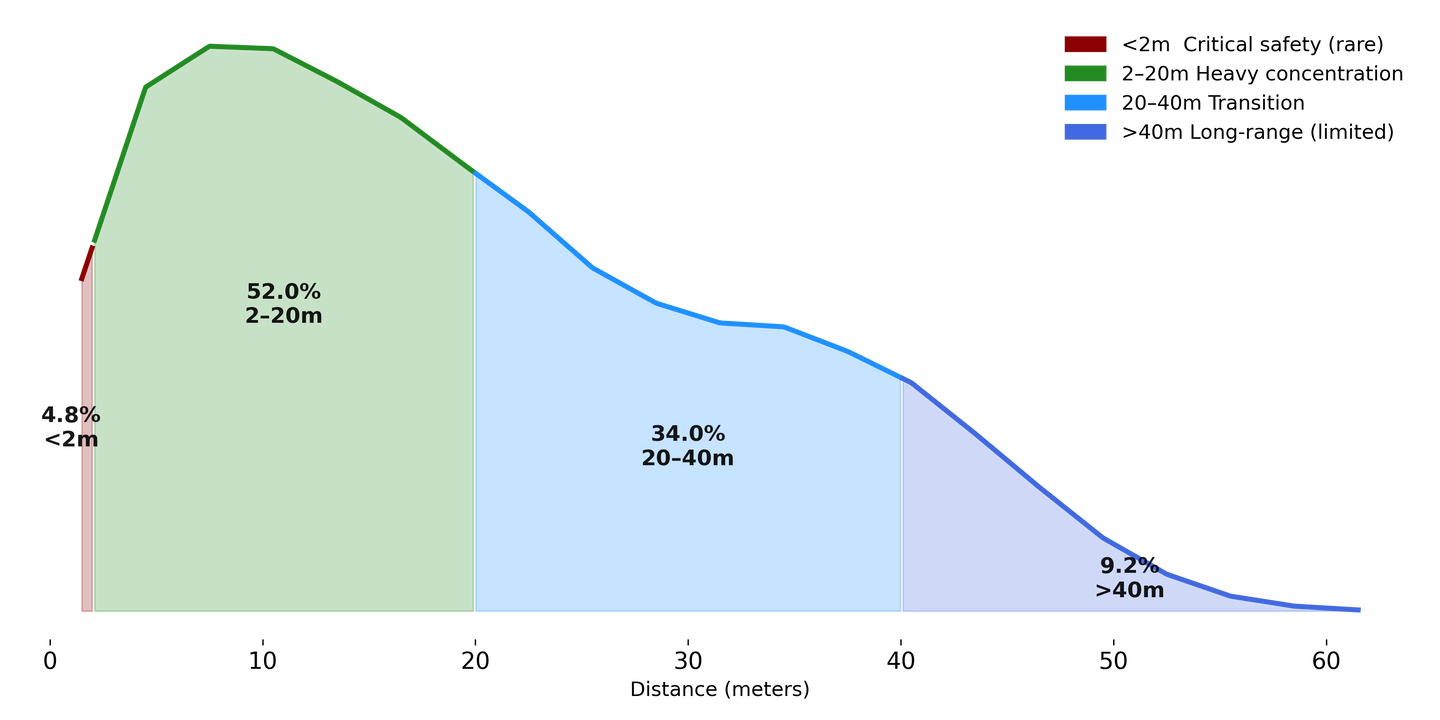 <2m  Critical safety (rare)
2–20m Heavy concentration
20–40m Transition
>40m Long-range (limited)
52.0%
2–20m
4.8%
<2m
34.0%
20–40m
9.2%
>40m
0 10 20 30 40 50 60
Distance (meters)